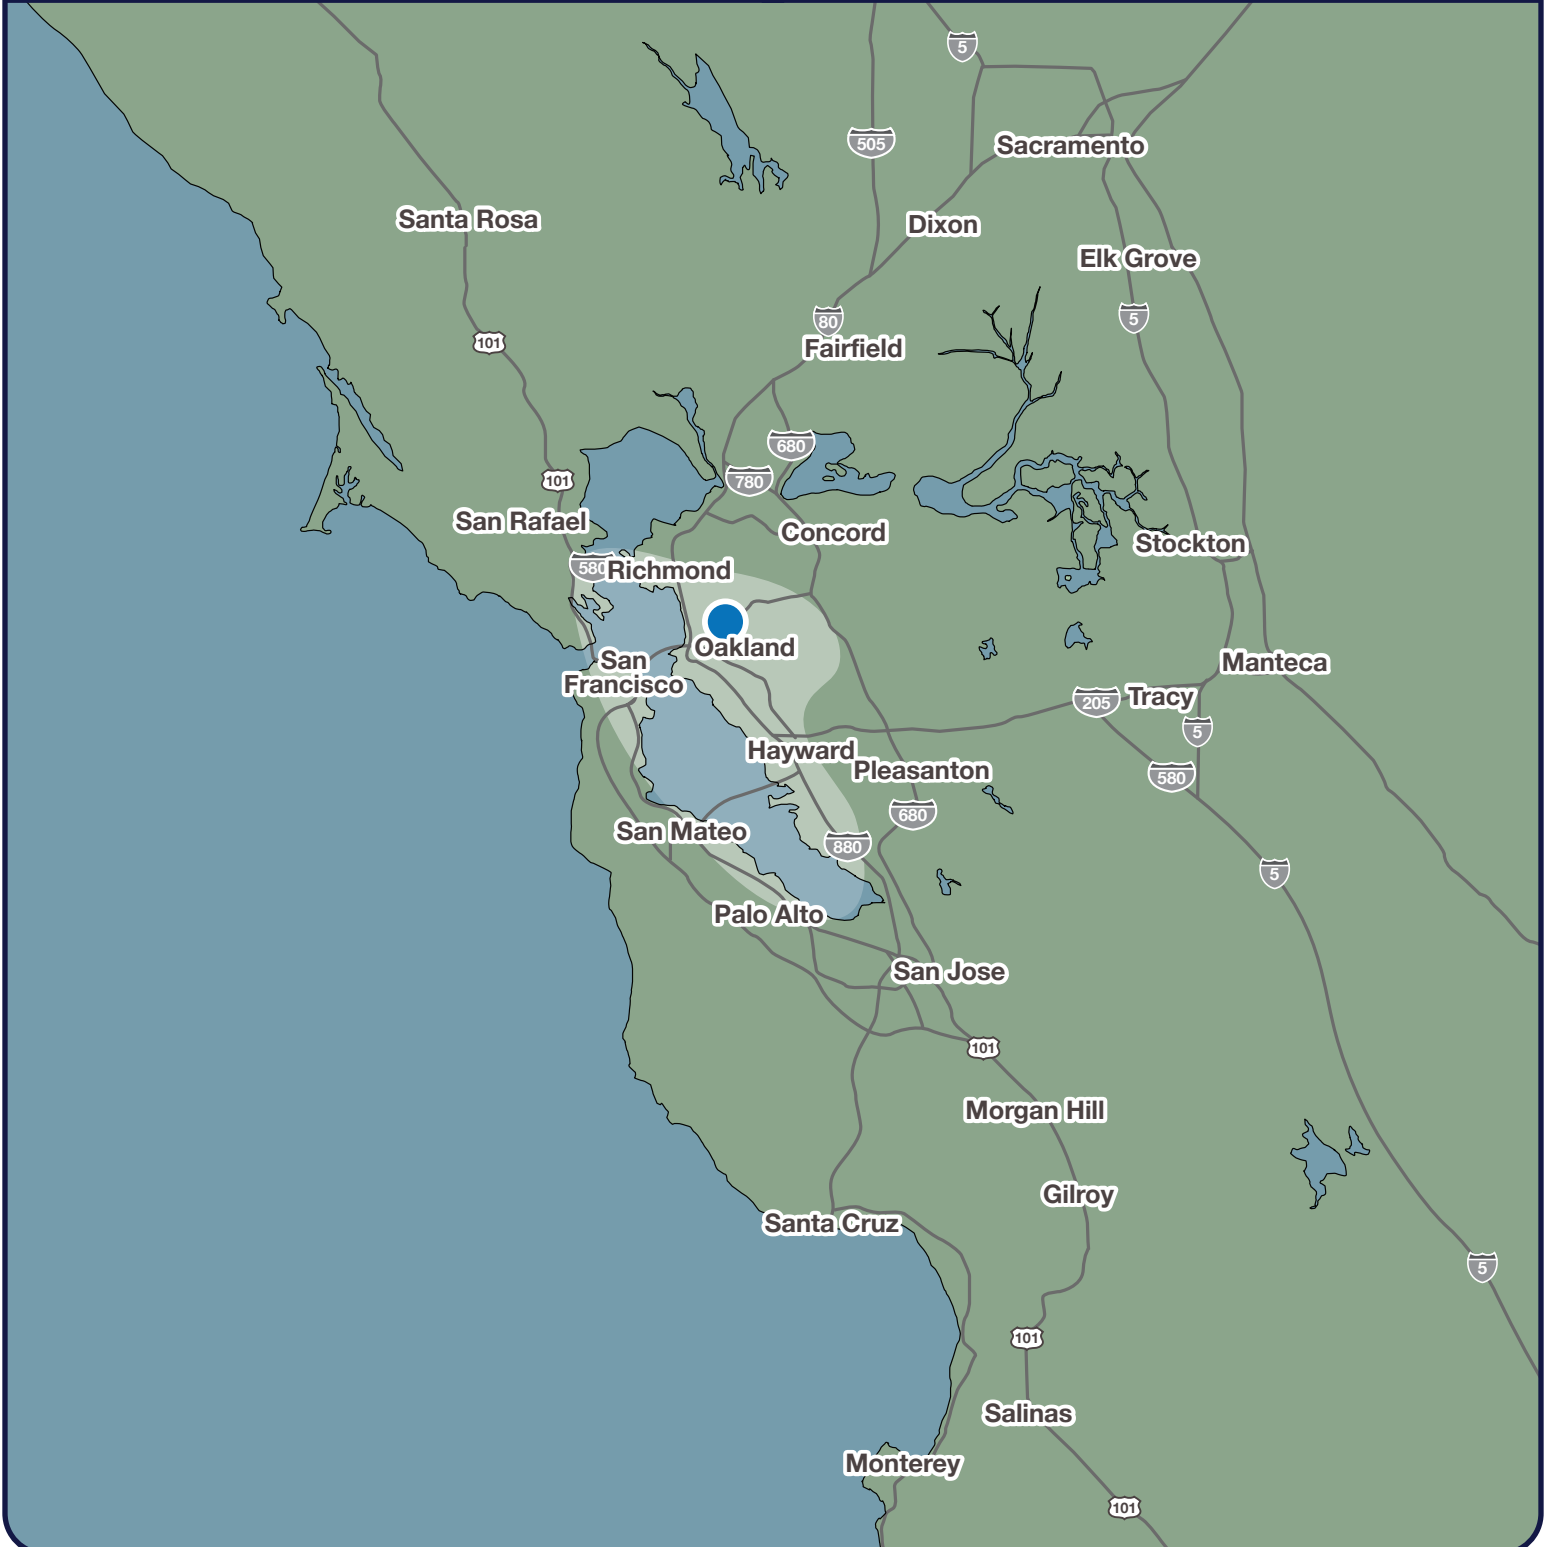 5
505
Sacramento
Santa Rosa
Dixon
Elk Grove
80
5
101
Fairfield
680
101
780
San Rafael
Concord
Stockton
580
Richmond
Oakland
San
Francisco
Manteca
205
Tracy
5
Hayward
Pleasanton
580
680
San Mateo
880
5
Palo Alto
San Jose
101
Morgan Hill
Gilroy
Santa Cruz
5
101
Salinas
Monterey
101